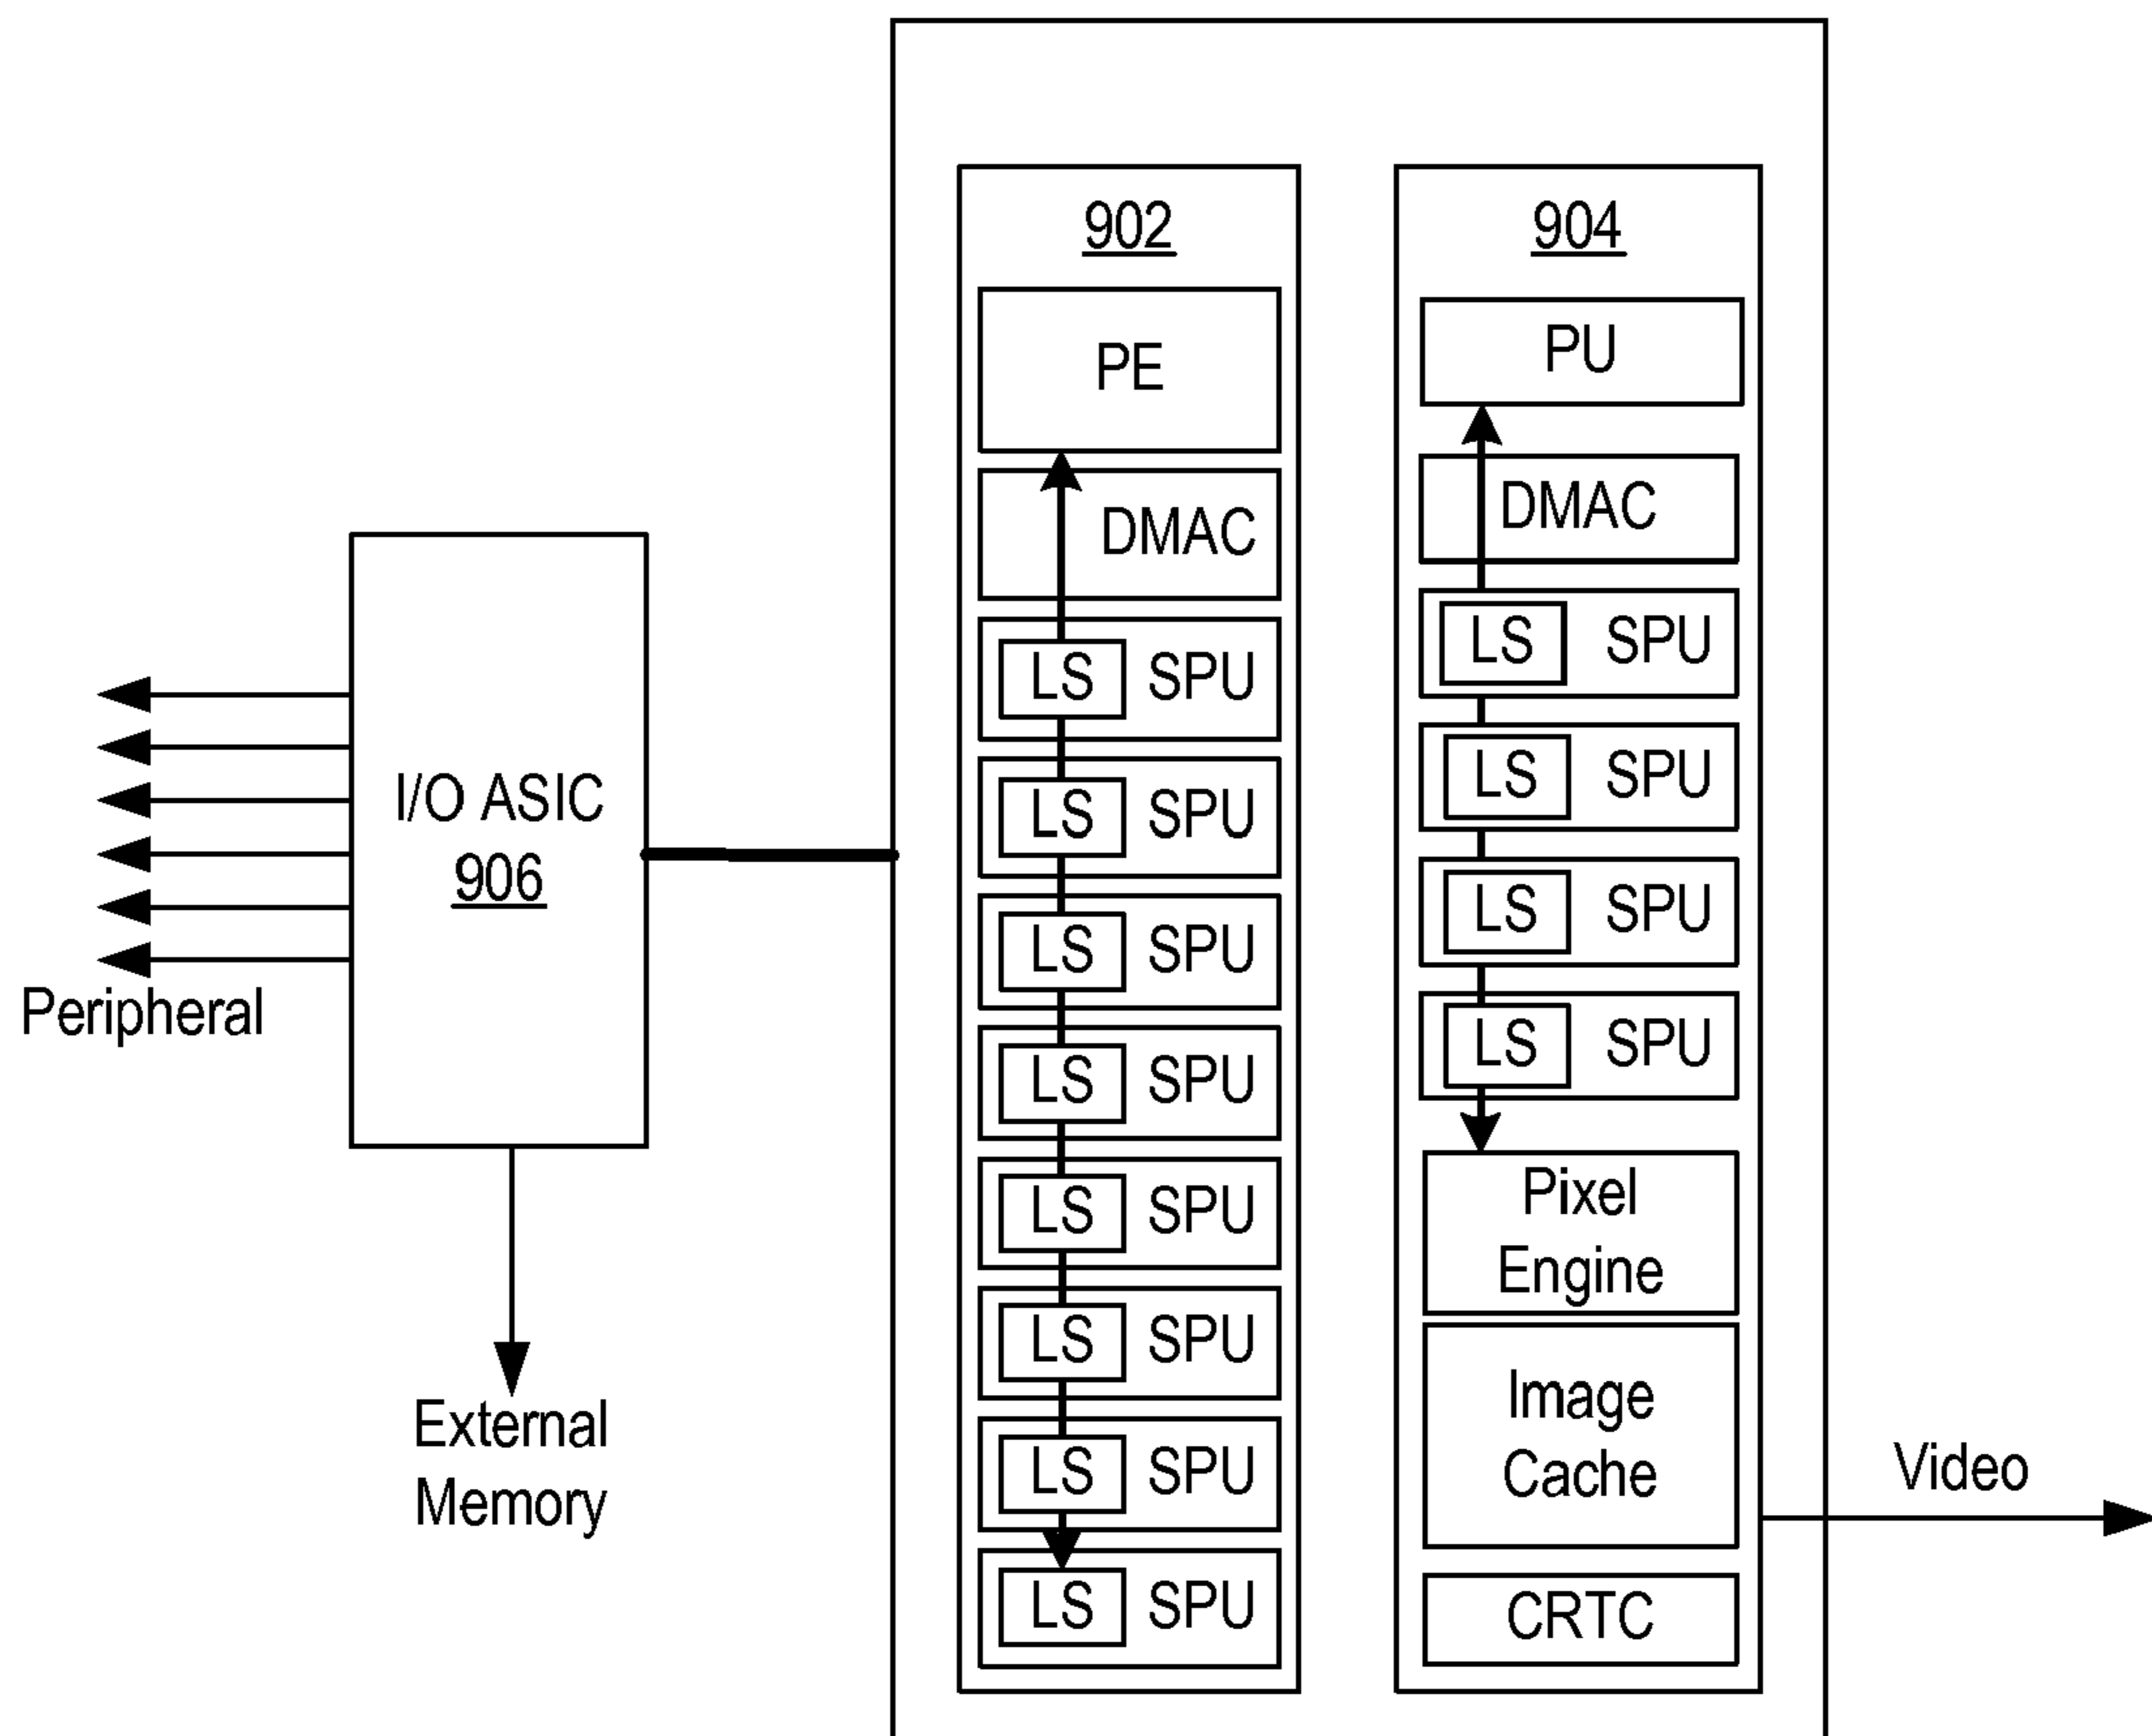 902
PE
DMAC
LS SPU
LS SPU
LS SPU
LS SPU
LS SPU
LS SPU
LS SPU
LS SPU
904
PU
DMAC
LS SPU
LS SPU
LS SPU
LS SPU
Pixel
Engine
Image
Cache
CRTC
I/O ASIC
906
Peripheral
External
Memory
Video